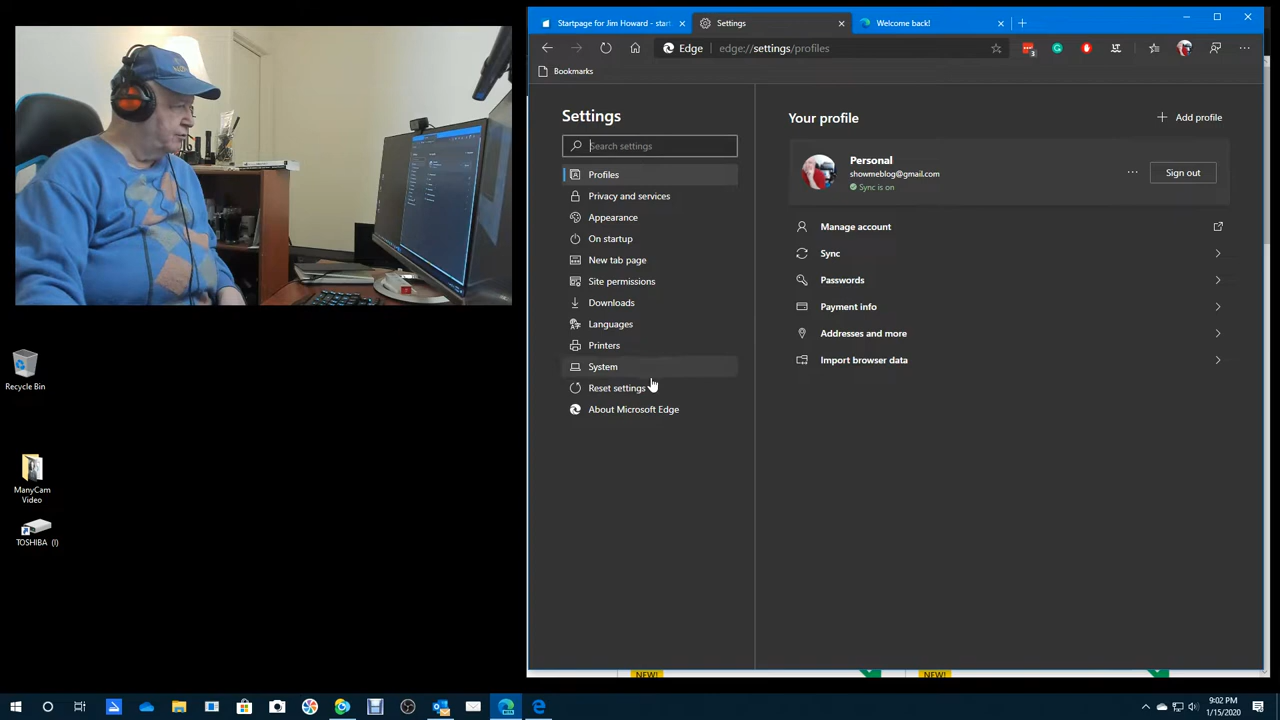 Startpage for Jim Howard - star
Settings
Welcome back!
Edge
edge://settings/profiles
3
Bookmarks
Settings
Search settings
Profiles
Privacy and services
Appearance
On startup
New tab page
Site permissions
Downloads
Languages
Printers
System
Reset settings
About Microsoft Edge
Your profile
Add profile
Personal
showmeblog@gmail.com
Sync is on
Sign out
Manage account
Sync
Passwords
Payment info
Addresses and more
Import browser data
Recycle Bin
ManyCam
Video
TOSHIBA (I)
NEW!
NEW!
9:02 PM
1/15/2020